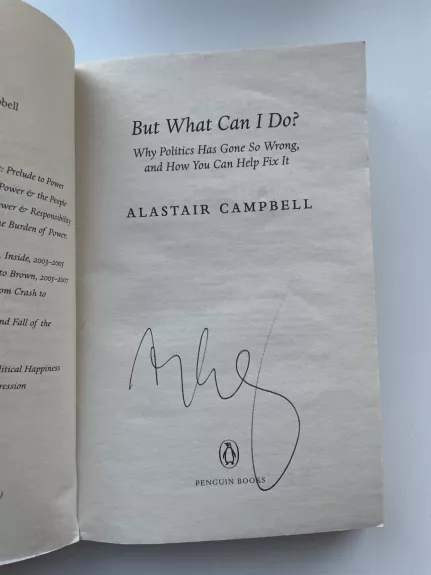 bell
: Prelude to Power
Power & the People
wer & Responsibility
e Burden of Power:
Inside, 2003–2005
to Brown, 2005–2007
om Crash to
nd Fall of the
litical Happiness
ression
But What Can I Do?
Why Politics Has Gone So Wrong,
and How You Can Help Fix It
ALASTAIR CAMPBELL
PENGUIN BOOKS